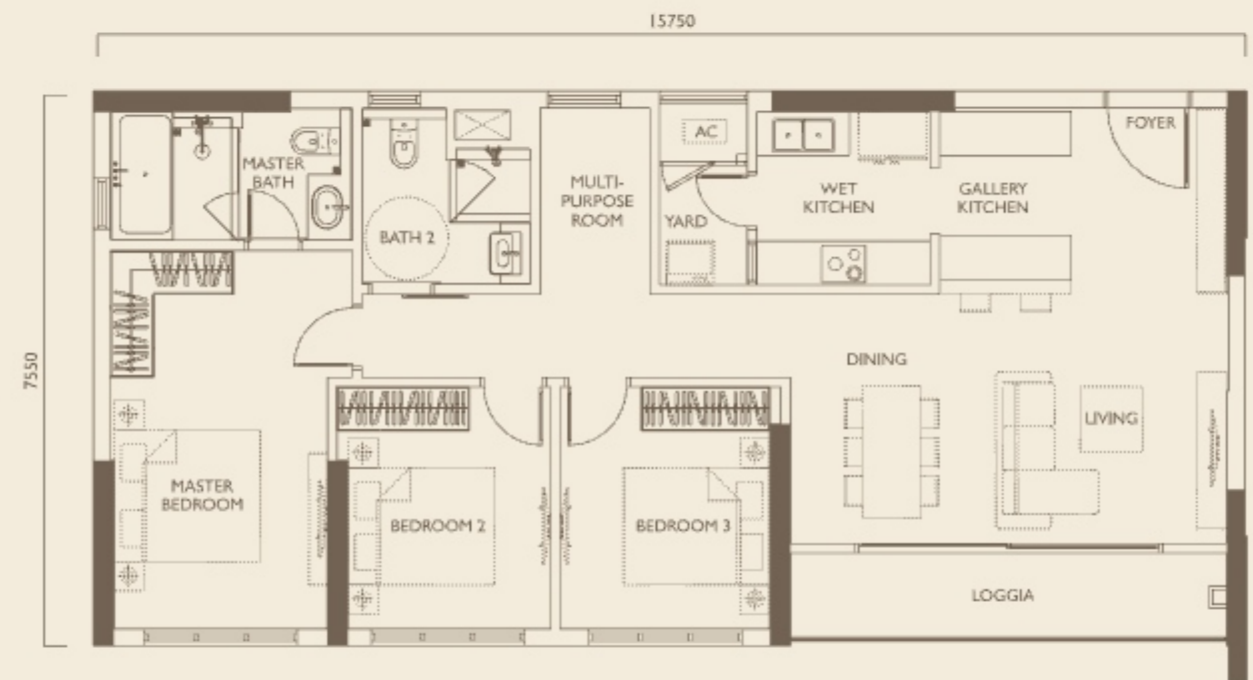 15750
7550
MASTER
BATH
BATH 2
MULTI-
PURPOSE
ROOM
AC
YARD
WET
KITCHEN
GALLERY
KITCHEN
FOYER
DINING
LIVING
MASTER
BEDROOM
BEDROOM 2
BEDROOM 3
LOGGIA